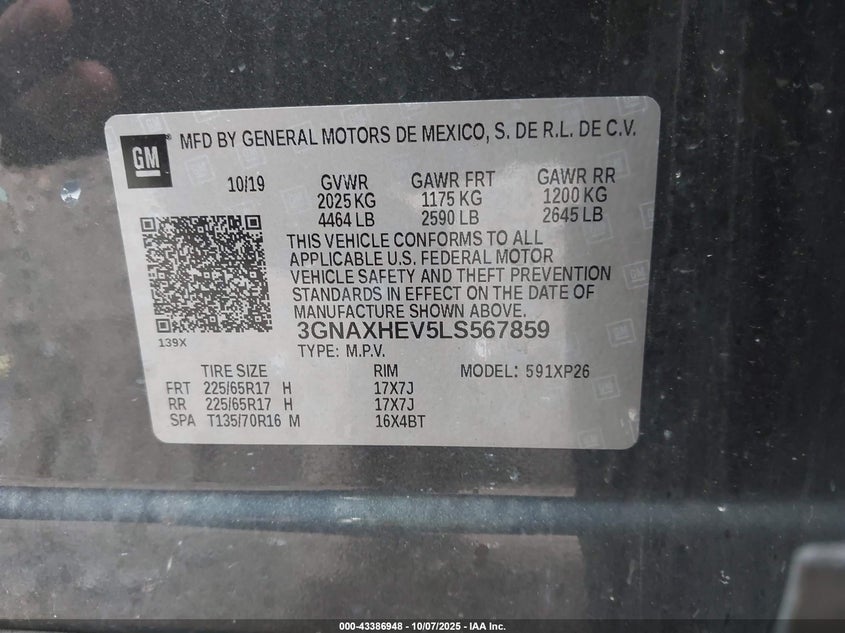 GM ® MFD BY GENERAL MOTORS DE MEXICO, S. DE R.L. DE C.V.
10/19 GVWR GAWR FRT GAWR RR
2025 KG 1175 KG 1200 KG
4464 LB 2590 LB 2645 LB
THIS VEHICLE CONFORMS TO ALL
APPLICABLE U.S. FEDERAL MOTOR
VEHICLE SAFETY AND THEFT PREVENTION
STANDARDS IN EFFECT ON THE DATE OF
MANUFACTURE SHOWN ABOVE.
3GNAXHEV5LS567859
139X
TYPE: M.P.V.
TIRE SIZE RIM MODEL: 591XP26
FRT 225/65R17 H 17X7J
RR 225/65R17 H 17X7J
SPA T135/70R16 M 16X4BT
000-43386948 - 10/07/2025 - IAA Inc.